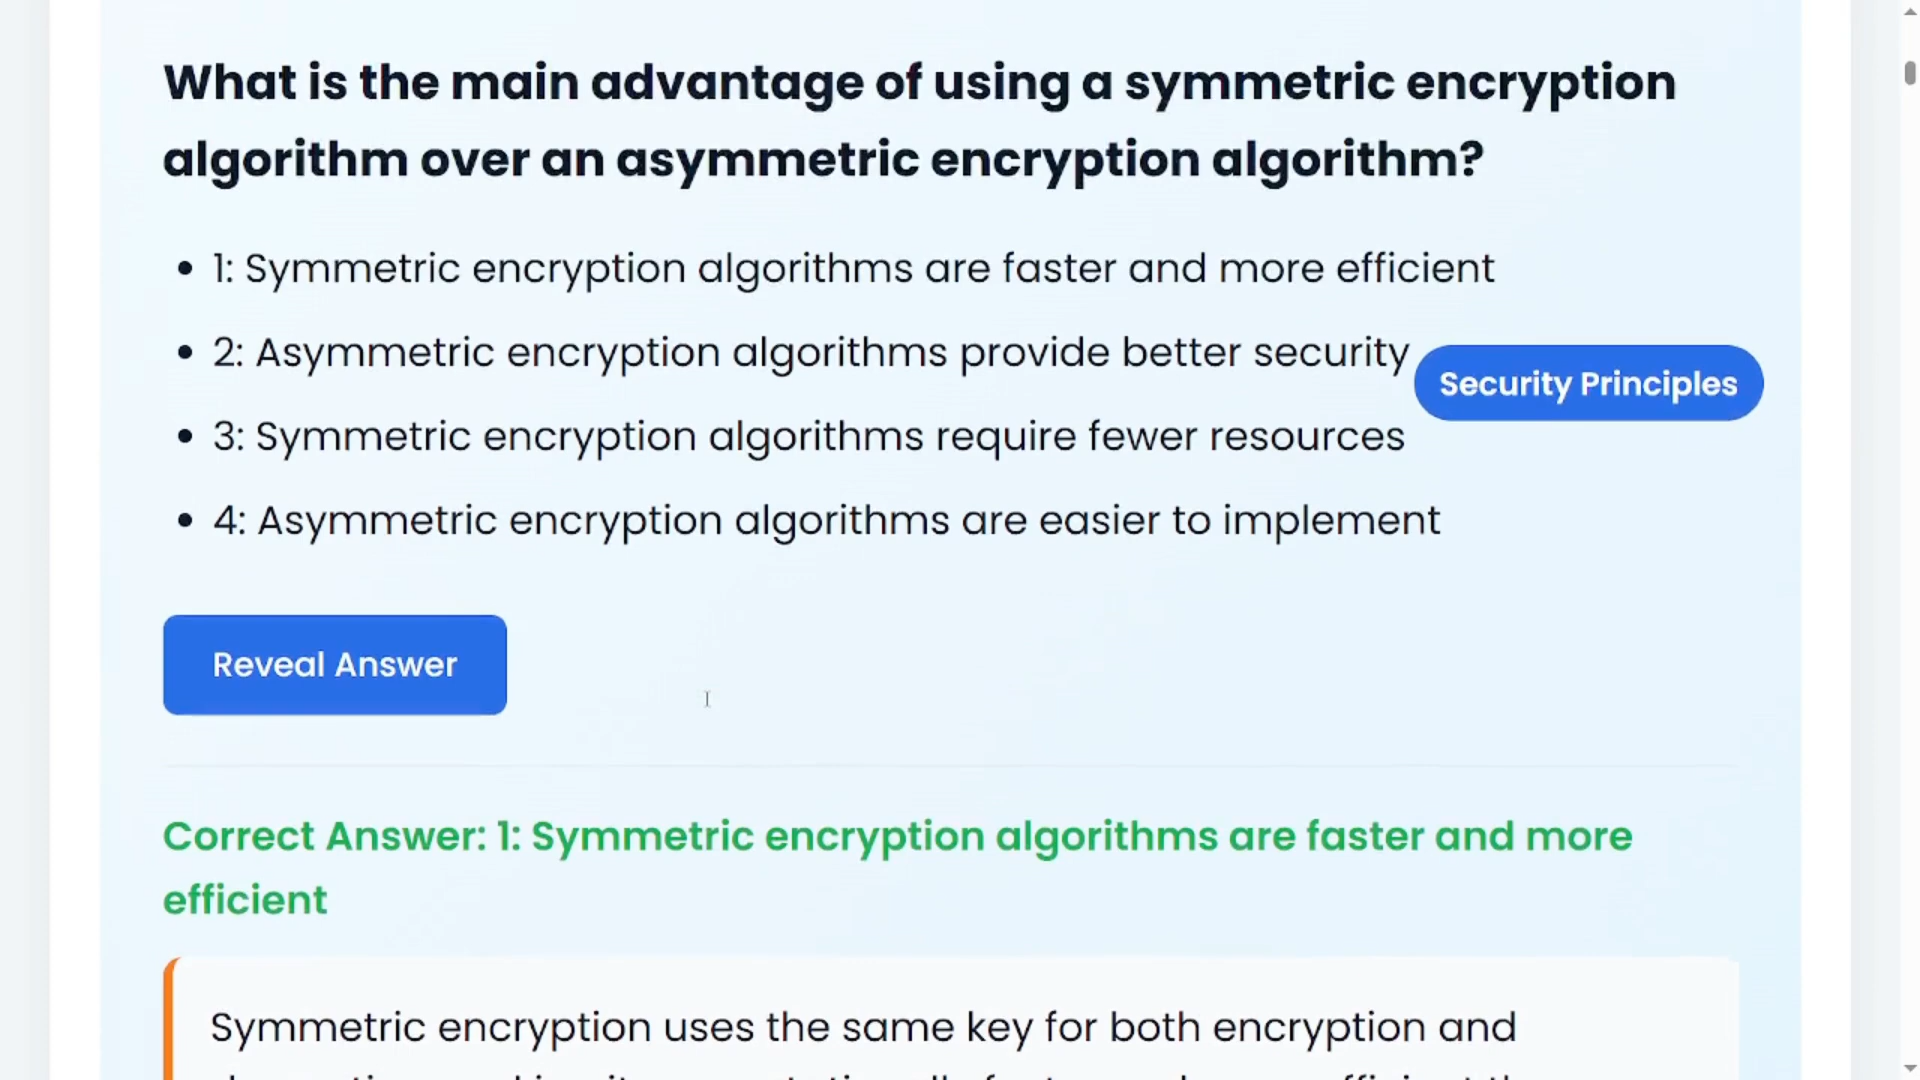 What is the main advantage of using a symmetric encryption
algorithm over an asymmetric encryption algorithm?
1: Symmetric encryption algorithms are faster and more efficient
2: Asymmetric encryption algorithms provide better security
Security Principles
3: Symmetric encryption algorithms require fewer resources
4: Asymmetric encryption algorithms are easier to implement
Reveal Answer
Correct Answer: 1: Symmetric encryption algorithms are faster and more
efficient
Symmetric encryption uses the same key for both encryption and